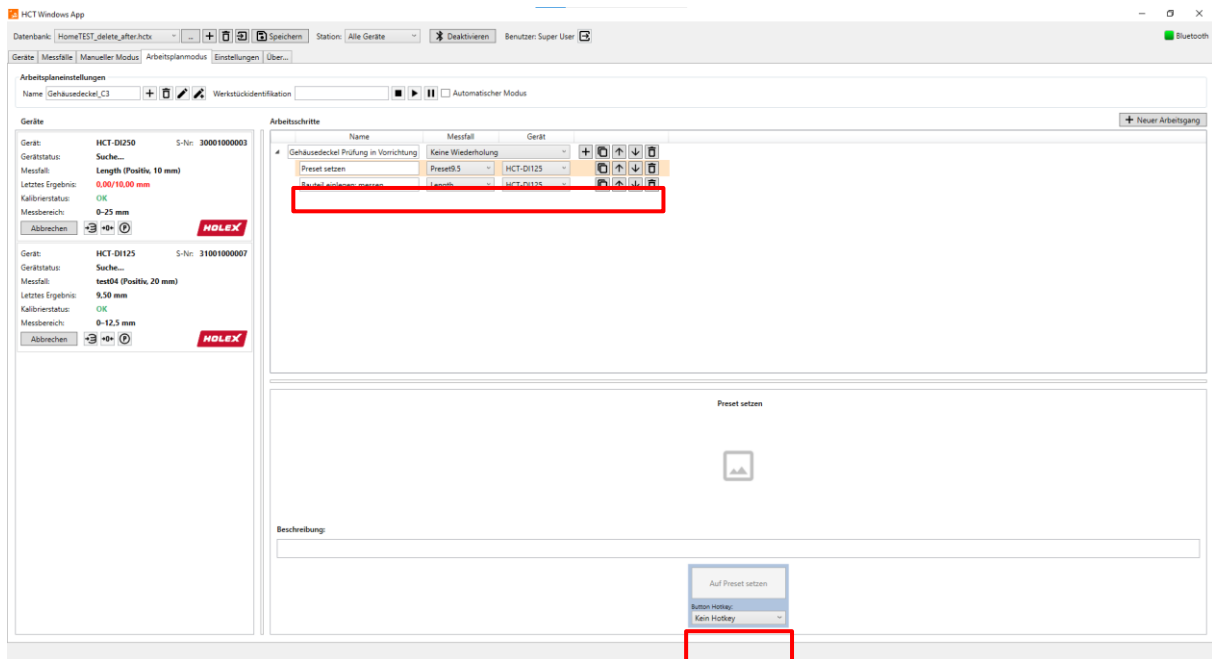 HCT Windows App
Datenbank: HomeTEST_delete_after.hctx ... Speichern Station: Alle Geräte Deaktivieren Benutzer: Super User Bluetooth
Geräte Messfälle Manueller Modus Arbeitsplanmodus Einstellungen Über...
Arbeitsplaneinstellungen
Name Gehäusedeckel_C3 Werkstückidentifikation Automatischer Modus
Geräte
Gerät: HCT-DI250 S-Nr: 30001000003
Gerätstatus: Suche...
Messfall: Length (Positiv, 10 mm)
Letztes Ergebnis: 0,00/10,00 mm
Kalibrierstatus: OK
Messbereich: 0–25 mm
Abbrechen +0+ P HOLEX
Gerät: HCT-DI125 S-Nr: 31001000007
Gerätstatus: Suche...
Messfall: test04 (Positiv, 20 mm)
Letztes Ergebnis: 9,50 mm
Kalibrierstatus: OK
Messbereich: 0–12,5 mm
Abbrechen +0+ P HOLEX
Arbeitsschritte
Neuer Arbeitsgang
Name Messfall Gerät
Gehäusedeckel Prüfung in Vorrichtung Keine Wiederholung
Preset setzen Preset9.5 HCT-DI125
Bauteil einlegen; messen Length HCT-DI125
Preset setzen
Beschreibung:
Auf Preset setzen
Button Hotkey:
Kein Hotkey